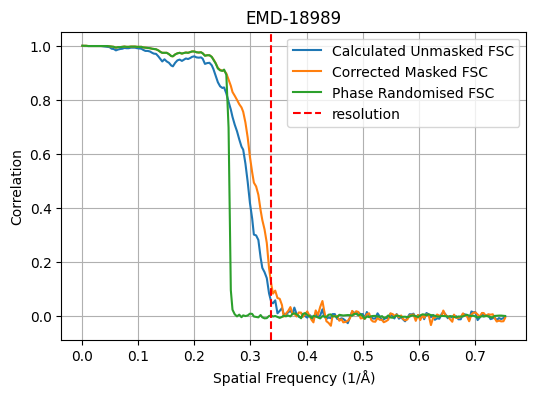 EMD-18989
Calculated Unmasked FSC
Corrected Masked FSC
Phase Randomised FSC
resolution
Correlation
1.0
0.8
0.6
0.4
0.2
0.0
0.0 0.1 0.2 0.3 0.4 0.5 0.6 0.7
Spatial Frequency (1/Å)